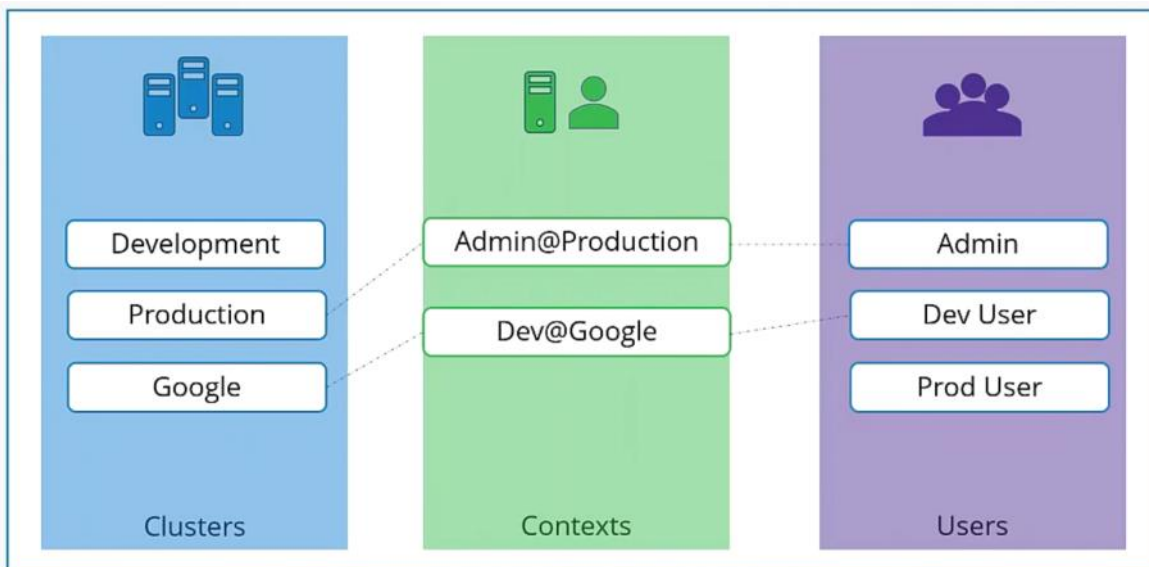 Development
Production
Google
Clusters
Admin@Production
Dev@Google
Contexts
Admin
Dev User
Prod User
Users